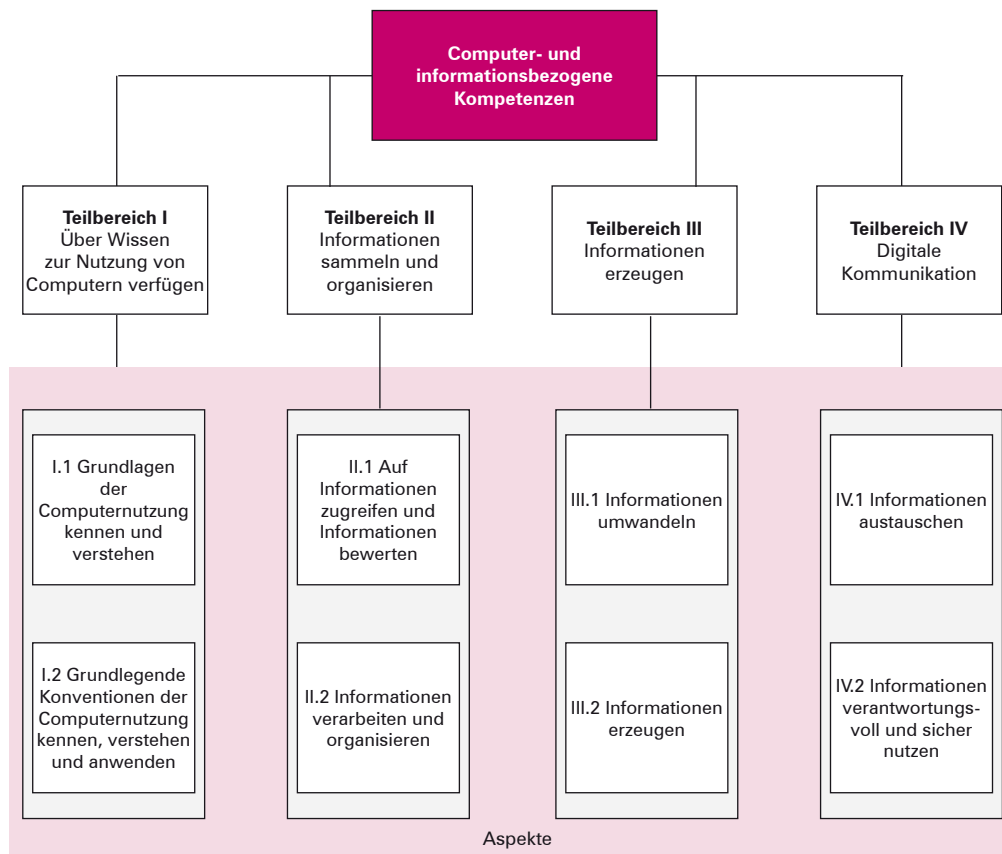 Computer- und
informationsbezogene
Kompetenzen
Teilbereich I
Über Wissen
zur Nutzung von
Computern verfügen
Teilbereich II
Informationen
sammeln und
organisieren
Teilbereich III
Informationen
erzeugen
Teilbereich IV
Digitale
Kommunikation
I.1 Grundlagen
der
Computernutzung
kennen und
verstehen
II.1 Auf
Informationen
zugreifen und
Informationen
bewerten
III.1 Informationen
umwandeln
IV.1 Informationen
austauschen
I.2 Grundlegende
Konventionen der
Computernutzung
kennen, verstehen
und anwenden
II.2 Informationen
verarbeiten und
organisieren
III.2 Informationen
erzeugen
IV.2 Informationen
verantwortungs-
voll und sicher
nutzen
Aspekte